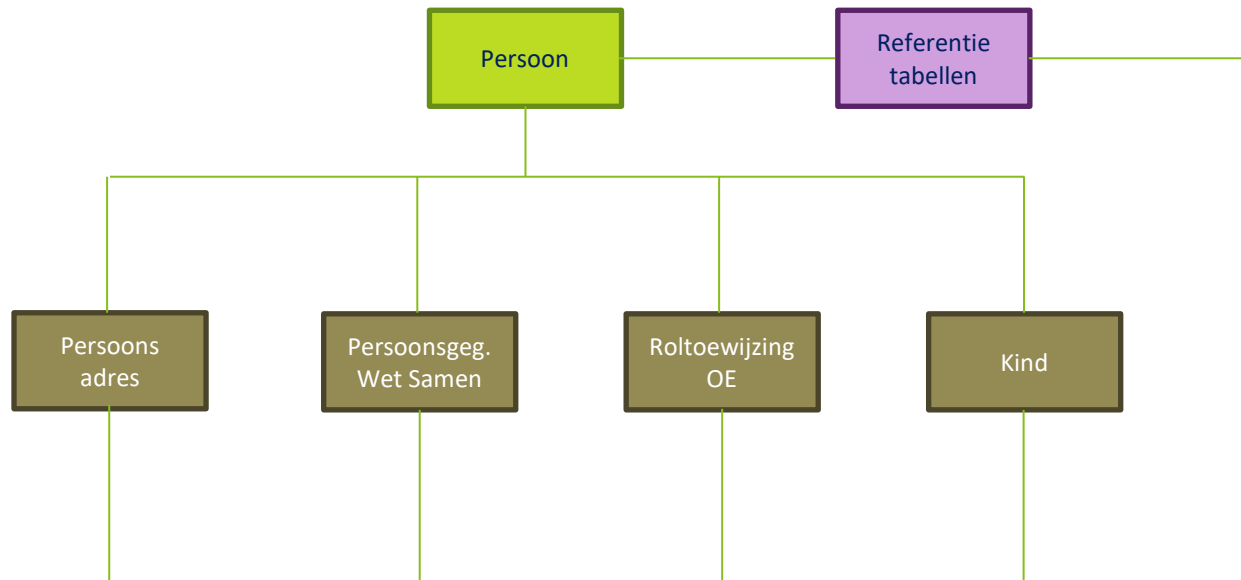 Persoon
Referentie
tabellen
Persoons
adres
Persoonsgeg.
Wet Samen
Roltoewijzing
OE
Kind